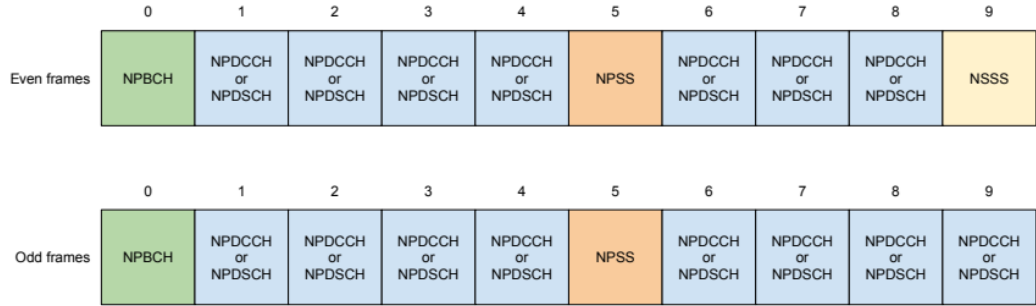 0 1 2 3 4 5 6 7 8 9
Even frames
NPBCH
NPDCCH
or
NPDSCH
NPDCCH
or
NPDSCH
NPDCCH
or
NPDSCH
NPDCCH
or
NPDSCH
NPSS
NPDCCH
or
NPDSCH
NPDCCH
or
NPDSCH
NPDCCH
or
NPDSCH
NSSS
0 1 2 3 4 5 6 7 8 9
Odd frames
NPBCH
NPDCCH
or
NPDSCH
NPDCCH
or
NPDSCH
NPDCCH
or
NPDSCH
NPDCCH
or
NPDSCH
NPSS
NPDCCH
or
NPDSCH
NPDCCH
or
NPDSCH
NPDCCH
or
NPDSCH
NPDCCH
or
NPDSCH